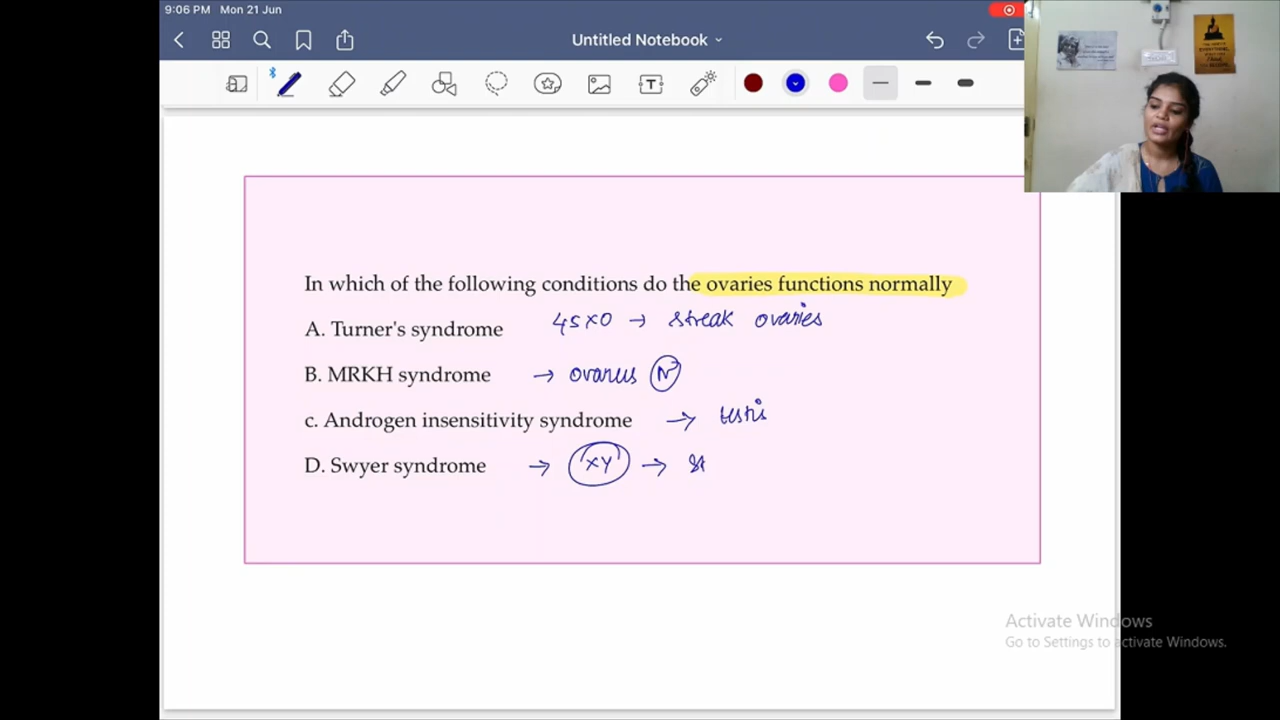 9:06 PM Mon 21 Jun
Untitled Notebook
T
In which of the following conditions do the ovaries functions normally
A. Turner's syndrome 45XO → streak ovaries
B. MRKH syndrome → ovaries N
c. Androgen insensitivity syndrome → testis
D. Swyer syndrome → XY → st
Activate Windows
Go to Settings to activate Windows.